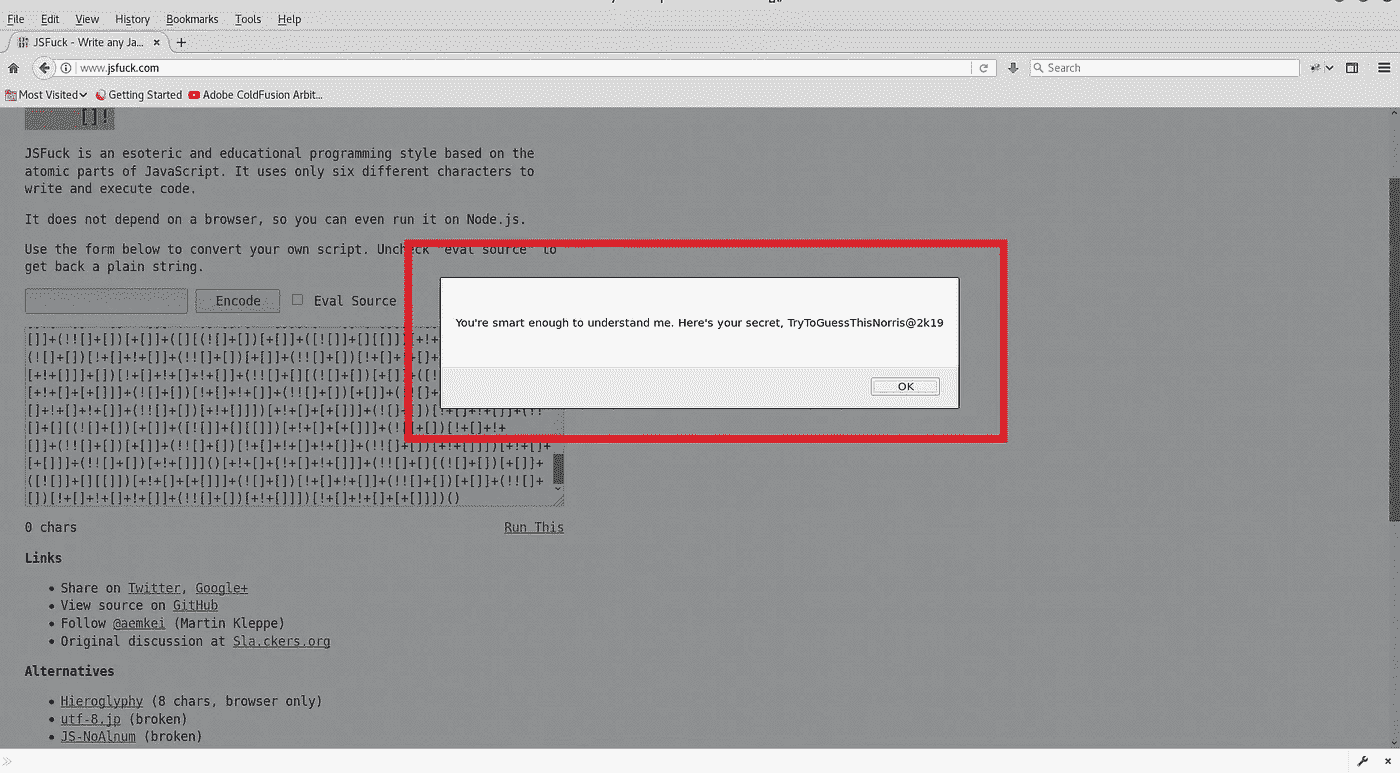 File Edit View History Bookmarks Tools Help
JSFuck - Write any Ja... × +
www.jsfuck.com
Search
Most Visited Getting Started Adobe ColdFusion Arbit...
[]!
JSFuck is an esoteric and educational programming style based on the
atomic parts of JavaScript. It uses only six different characters to
write and execute code.
It does not depend on a browser, so you can even run it on Node.js.
Use the form below to convert your own script. Uncheck "eval source" to
get back a plain string.
Encode Eval Source
You're smart enough to understand me. Here's your secret, TryToGuessThisNorris@2k19
OK
[+[]]]+(!![]+[])[+!+[]]]()[+!+[]+[!+[]+!+[]]]+(!![]+[][(![]+[])[+[]]+
([![]]+[][[]])[+!+[]+[+[]]]+(![]+[])[!+[]+!+[]]+(!![]+[])[+[]]+(!![]+
[])[!+[]+!+[]+!+[]]+(!![]+[])[+!+[]]])[!+[]+!+[]+[+[]]])()
0 chars
Run This
Links
Share on Twitter, Google+
View source on GitHub
Follow @aemkei (Martin Kleppe)
Original discussion at Sla.ckers.org
Alternatives
Hieroglyphy (8 chars, browser only)
utf-8.jp (broken)
JS-NoAlnum (broken)